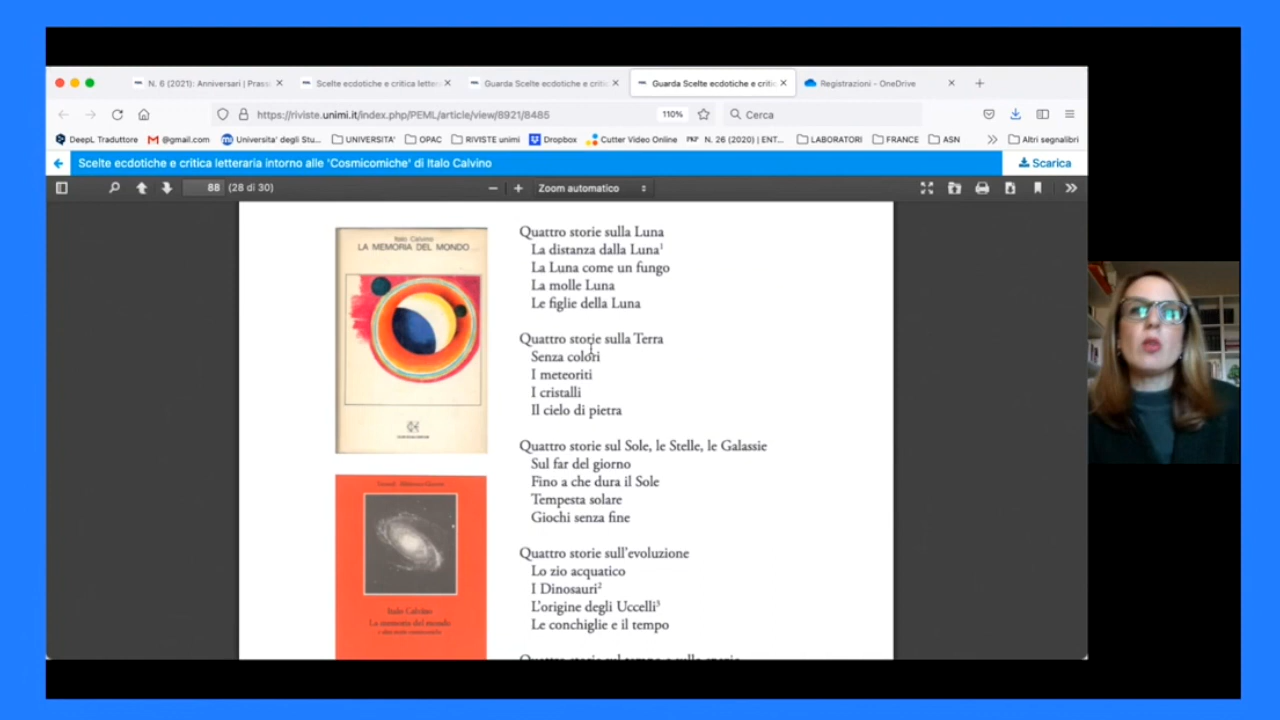 N. 6 (2021): Anniversari | Prassi
Scelte ecdotiche e critica letter
Guarda Scelte ecdotiche e critic
Guarda Scelte ecdotiche e critic
Registrazioni – OneDrive
https://riviste.unimi.it/index.php/PEML/article/view/8921/8485
110%
Cerca
DeepL Traduttore
@gmail.com
Universita' degli Stu...
UNIVERSITA'
OPAC
RIVISTE unimi
Dropbox
Cutter Video Online
N. 26 (2020) | ENT...
LABORATORI
FRANCE
ASN
Altri segnalibri
Scelte ecdotiche e critica letteraria intorno alle 'Cosmicomiche' di Italo Calvino
Scarica
88 (28 di 30)
Zoom automatico
Italo Calvino
LA MEMORIA DEL MONDO
Quattro storie sulla Luna
La distanza dalla Luna¹
La Luna come un fungo
La molle Luna
Le figlie della Luna
Quattro storie sulla Terra
Senza colori
I meteoriti
I cristalli
Il cielo di pietra
Quattro storie sul Sole, le Stelle, le Galassie
Sul far del giorno
Fino a che dura il Sole
Tempesta solare
Giochi senza fine
Italo Calvino
La memoria del mondo
Quattro storie sull'evoluzione
Lo zio acquatico
I Dinosauri²
L'origine degli Uccelli³
Le conchiglie e il tempo